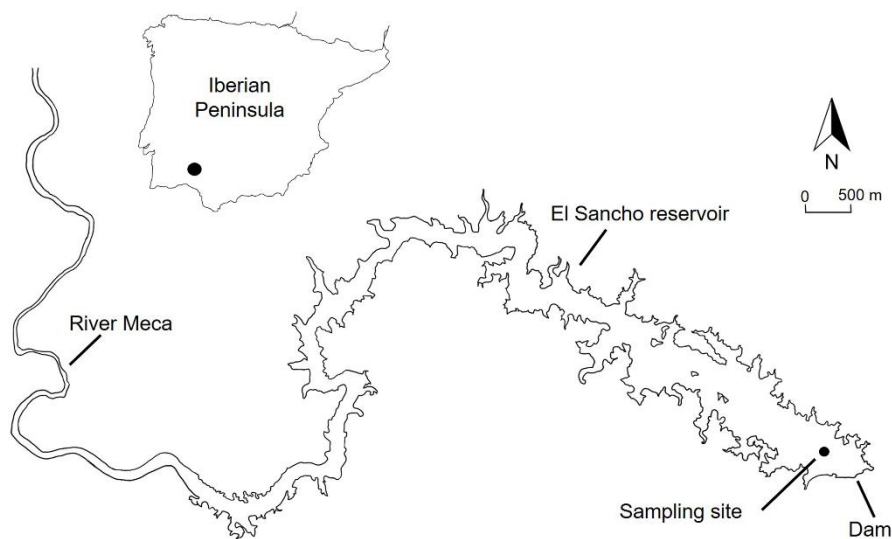 Iberian
Peninsula
N
0 500 m
El Sancho reservoir
River Meca
Sampling site
Dam